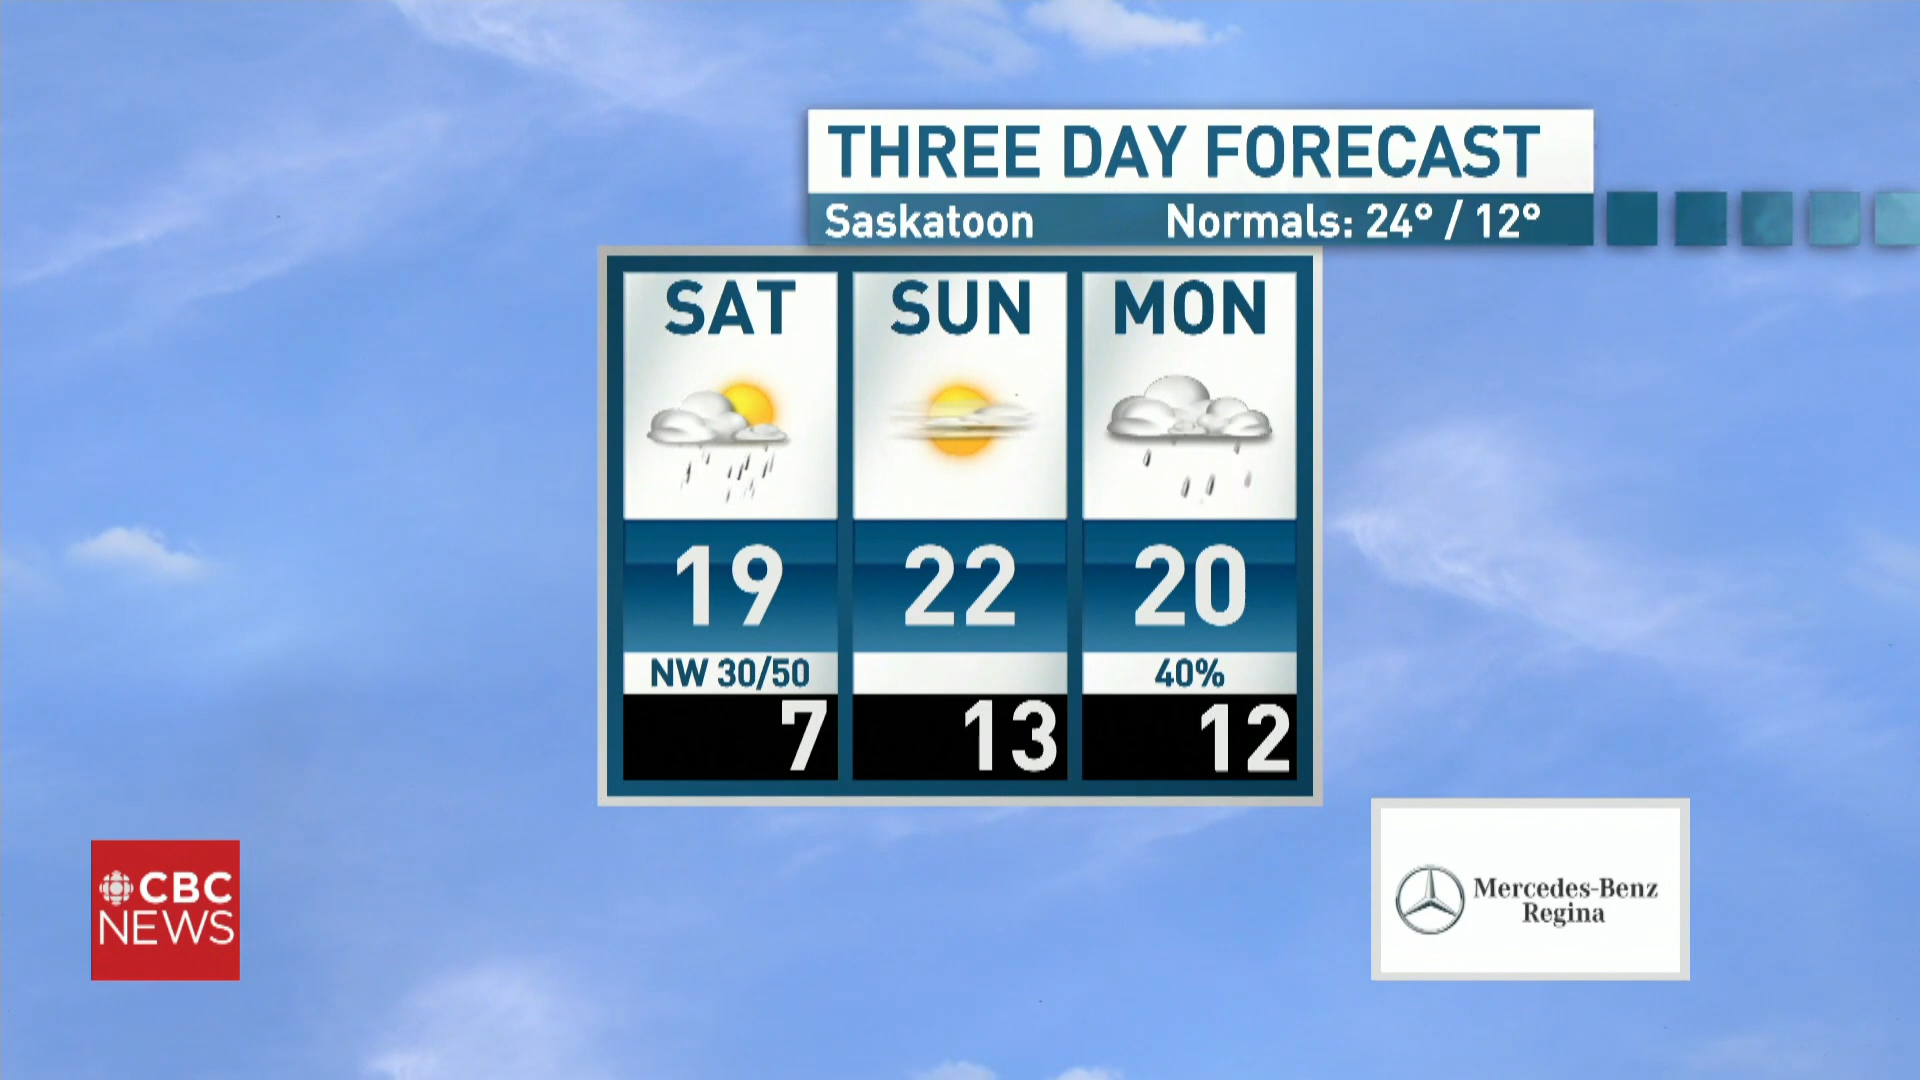 THREE DAY FORECAST
Saskatoon Normals: 24° / 12°
SAT SUN MON
19 22 20
NW 30/50 40%
7 13 12
CBC
NEWS
Mercedes-Benz
Regina